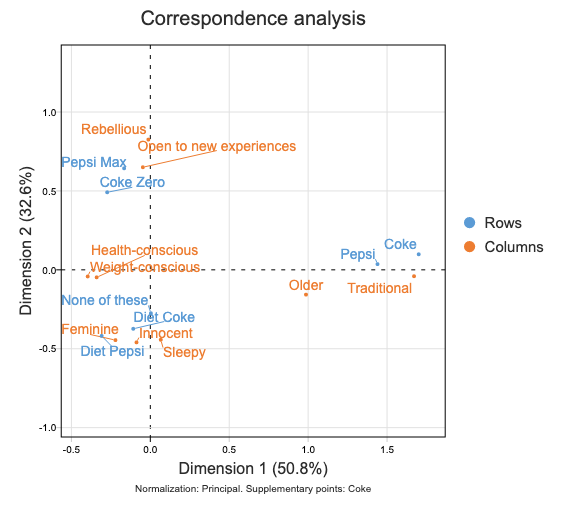 Correspondence analysis
1.0
Rebellious
Open to new experiences
Pepsi Max
Coke Zero
0.5
Rows
Coke
Columns
Health-conscious
Pepsi
Weight-conscious
0.0
Older
Traditional
None of these
Diet Coke
Feminine
Innocent
-0.5
Diet Pepsi
Sleepy
-1.0
Dimension 2 (32.6%)
-0.5
0.0
0.5
1.0
1.5
Dimension 1 (50.8%)
Normalization: Principal. Supplementary points: Coke